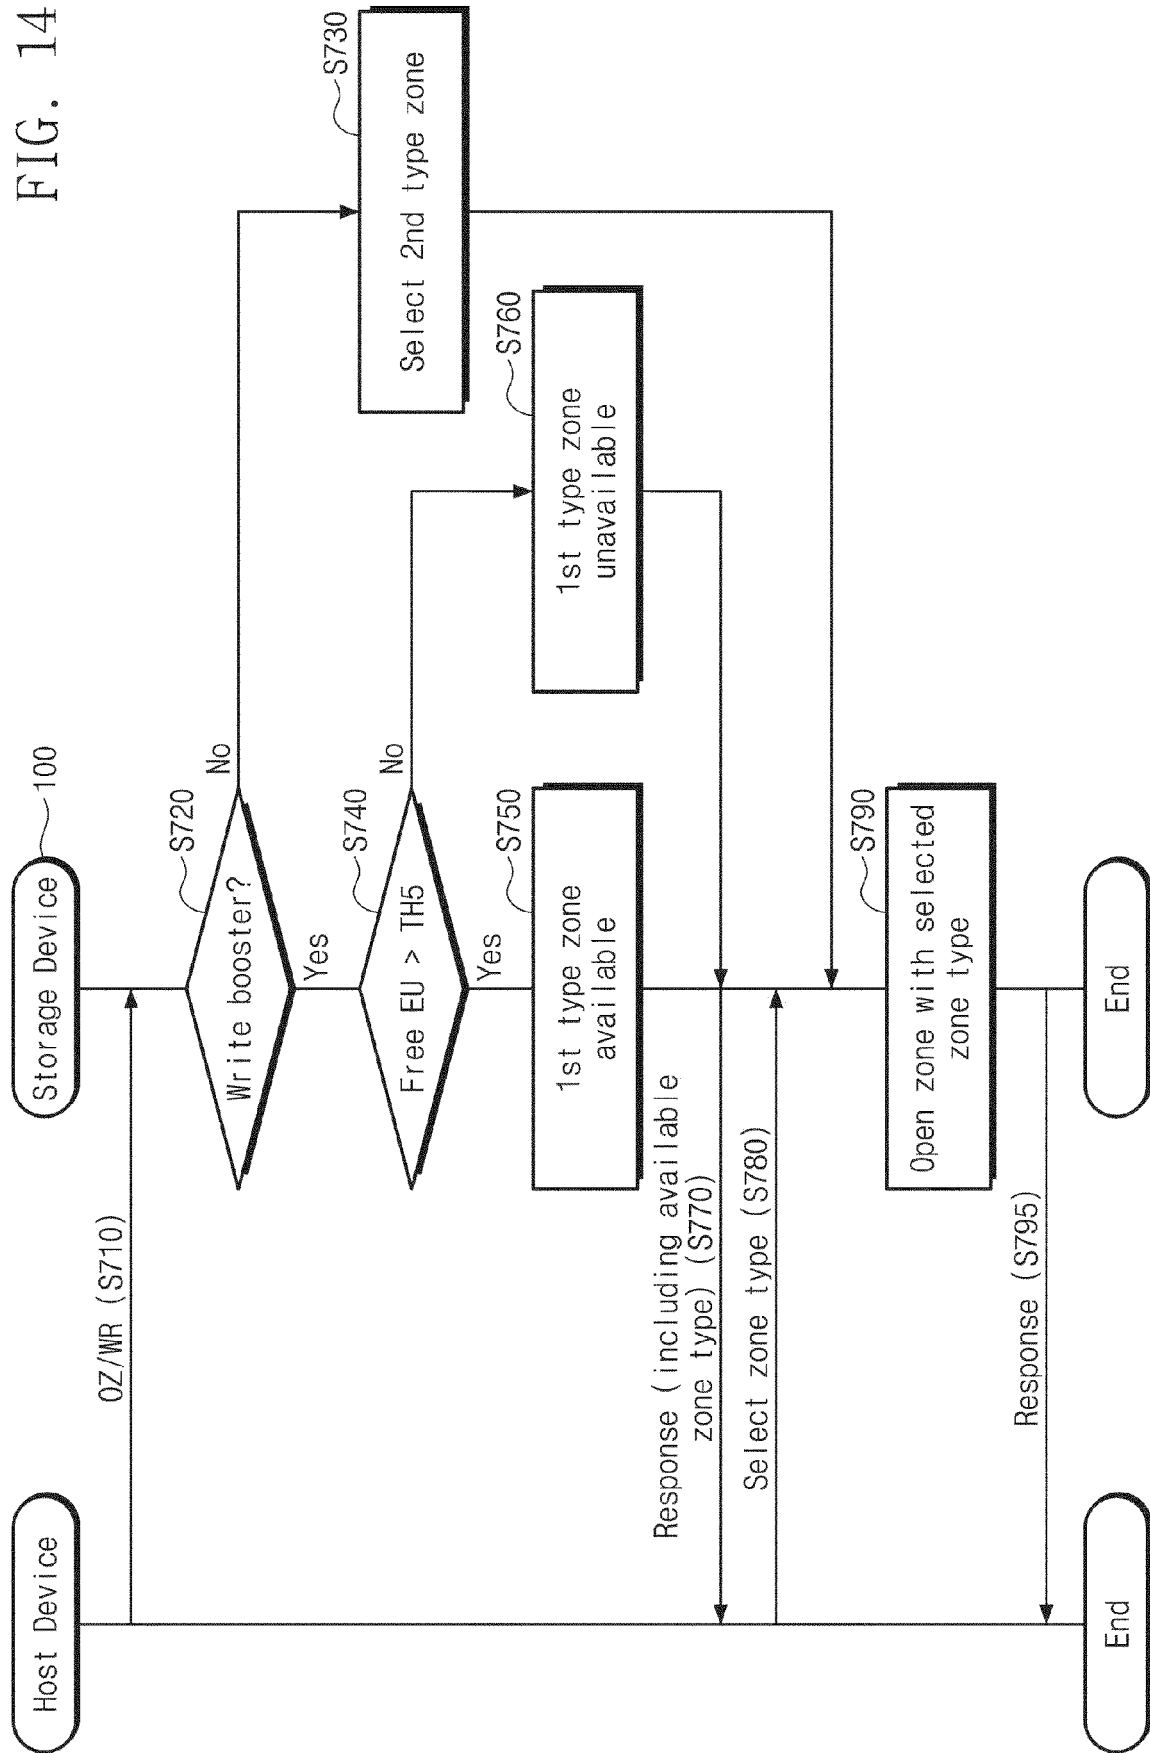 FIG. 14
Host Device
Storage Device
100
OZ/WR (S710)
S720
Write booster?
No
Yes
S730
Select 2nd type zone
S740
Free EU > TH5
No
Yes
S750
1st type zone
available
S760
1st type zone
unavailable
Response (including available
zone type) (S770)
Select zone type (S780)
S790
Open zone with selected
zone type
Response (S795)
End
End